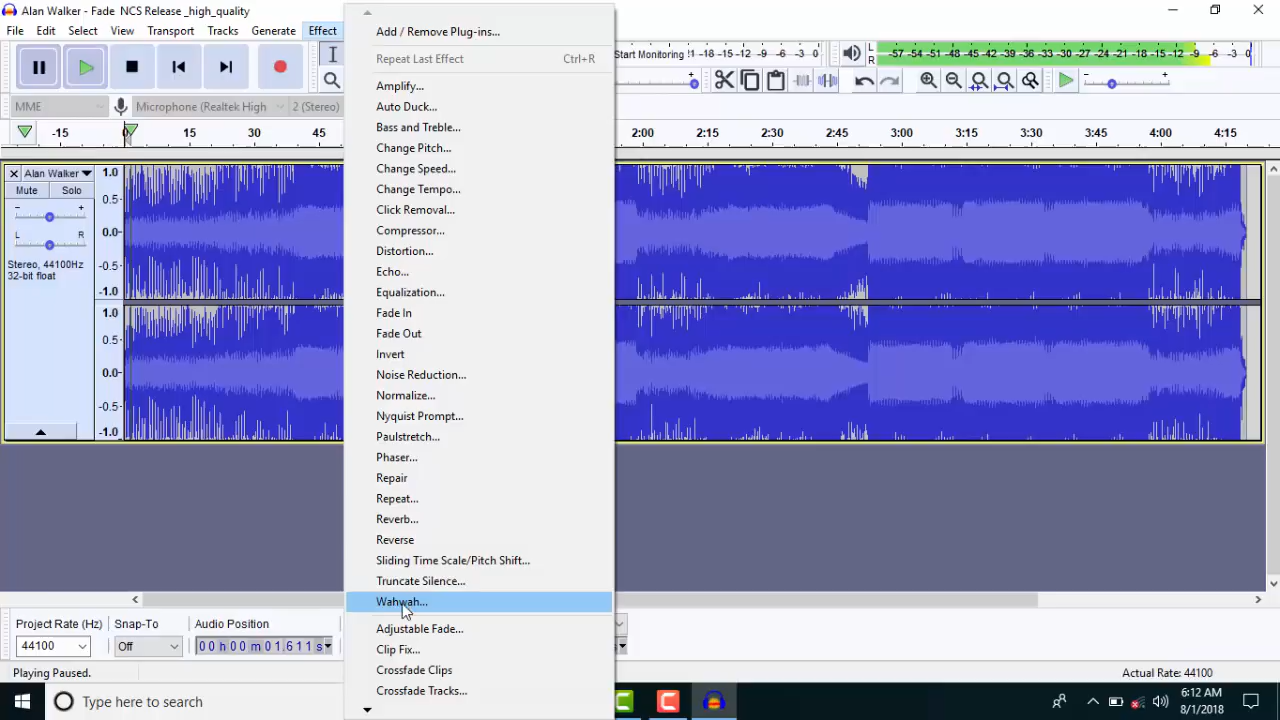 Alan Walker - Fade  NCS Release _high_quality
File Edit Select View Transport Tracks Generate Effect
Add / Remove Plug-ins...
Repeat Last Effect Ctrl+R
Amplify...
Auto Duck...
Bass and Treble...
Change Pitch...
Change Speed...
Change Tempo...
Click Removal...
Compressor...
Distortion...
Echo...
Equalization...
Fade In
Fade Out
Invert
Noise Reduction...
Normalize...
Nyquist Prompt...
Paulstretch...
Phaser...
Repair
Repeat...
Reverb...
Reverse
Sliding Time Scale/Pitch Shift...
Truncate Silence...
Wahwah...
Adjustable Fade...
Clip Fix...
Crossfade Clips
Crossfade Tracks...
Start Monitoring -18 -15 -12 -9 -6 -3 0
L
R
-57 -54 -51 -48 -45 -42 -39 -36 -33 -30 -27 -24 -21 -18 -15 -12 -9 -6 -3 0
MME Microphone (Realtek High 2 (Stereo)
-15 0 15 30 45 2:00 2:15 2:30 2:45 3:00 3:15 3:30 3:45 4:00 4:15
Alan Walker
Mute Solo
- +
L R
Stereo, 44100Hz
32-bit float
1.0
0.5
0.0
-0.5
-1.0
1.0
0.5
0.0
-0.5
-1.0
Project Rate (Hz) Snap-To Audio Position
44100 Off 00h00m01.611s
Playing Paused. Actual Rate: 44100
Type here to search
6:12 AM
8/1/2018